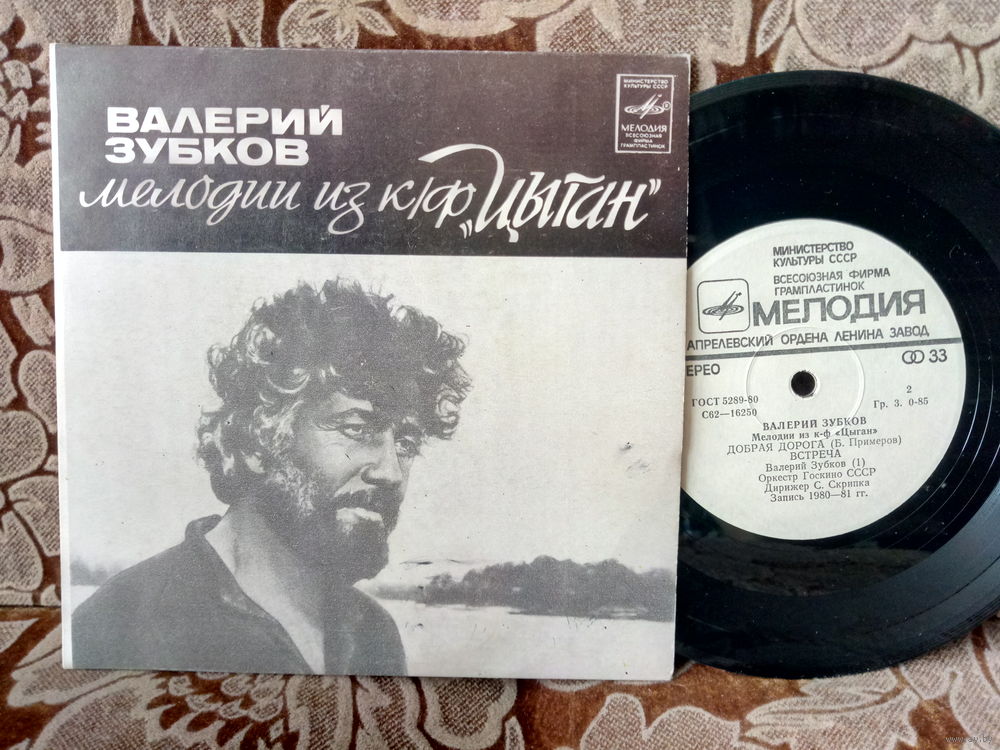 ВАЛЕРИЙ
ЗУБКОВ
мелодии из к/ф „Цыган”
МИНИСТЕРСТВО
КУЛЬТУРЫ СССР
МЕЛОДИЯ
ВСЕСОЮЗНАЯ
ФИРМА
ГРАМПЛАСТИНОК
МИНИСТЕРСТВО
КУЛЬТУРЫ СССР
ВСЕСОЮЗНАЯ ФИРМА
ГРАМПЛАСТИНОК
МЕЛОДИЯ
АПРЕЛЕВСКИЙ ОРДЕНА ЛЕНИНА ЗАВОД
ЕРЕО
33
ГОСТ 5289-80
С62—16250
2
Гр. 3. 0-85
ВАЛЕРИЙ ЗУБКОВ
Мелодии из к-ф «Цыган»
ДОБРАЯ ДОРОГА (Б. Примеров)
ВСТРЕЧА
Валерий Зубков (1)
Оркестр Госкино СССР
Дирижер С. Скрипка
Запись 1980—81 гг.